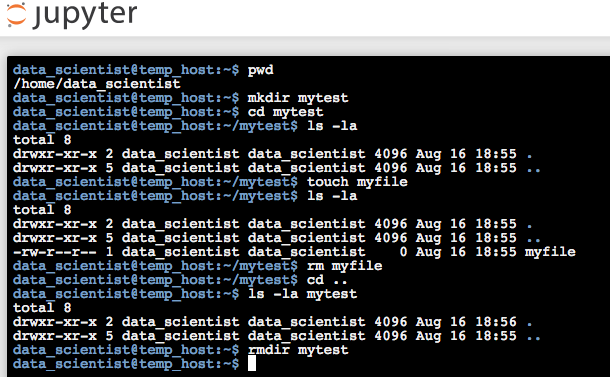 jupyter
data_scientist@temp_host:~$ pwd
/home/data_scientist
data_scientist@temp_host:~$ mkdir mytest
data_scientist@temp_host:~$ cd mytest
data_scientist@temp_host:~/mytest$ ls -la
total 8
drwxr-xr-x 2 data_scientist data_scientist 4096 Aug 16 18:55 .
drwxr-xr-x 5 data_scientist data_scientist 4096 Aug 16 18:55 ..
data_scientist@temp_host:~/mytest$ touch myfile
data_scientist@temp_host:~/mytest$ ls -la
total 8
drwxr-xr-x 2 data_scientist data_scientist 4096 Aug 16 18:55 .
drwxr-xr-x 5 data_scientist data_scientist 4096 Aug 16 18:55 ..
-rw-r--r-- 1 data_scientist data_scientist    0 Aug 16 18:55 myfile
data_scientist@temp_host:~/mytest$ rm myfile
data_scientist@temp_host:~/mytest$ cd ..
data_scientist@temp_host:~$ ls -la mytest
total 8
drwxr-xr-x 2 data_scientist data_scientist 4096 Aug 16 18:56 .
drwxr-xr-x 5 data_scientist data_scientist 4096 Aug 16 18:55 ..
data_scientist@temp_host:~$ rmdir mytest
data_scientist@temp_host:~$